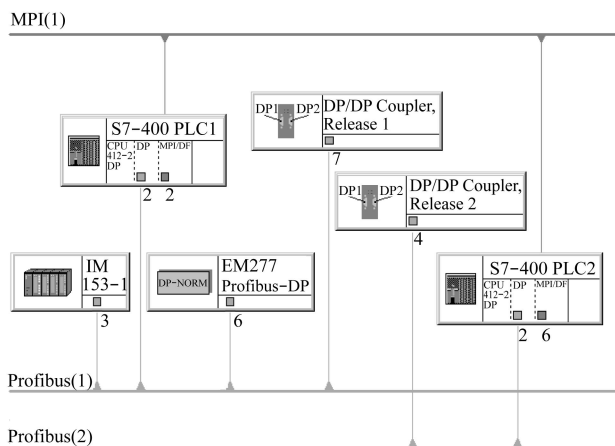 MPI(1)
S7-400 PLC1
CPU
412-2
DP
DP
MPI/DF
2
2
DP1
DP2
DP/DP Coupler,
Release 1
7
DP1
DP2
DP/DP Coupler,
Release 2
4
IM
153-1
3
DP-NORM
EM277
Profibus-DP
6
S7-400 PLC2
CPU
412-2
DP
DP
MPI/DF
2
6
Profibus(1)
Profibus(2)